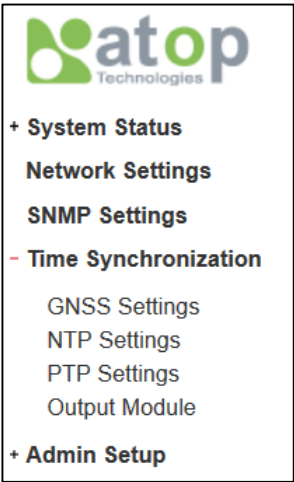 atop
Technologies
+ System Status
Network Settings
SNMP Settings
− Time Synchronization
GNSS Settings
NTP Settings
PTP Settings
Output Module
+ Admin Setup